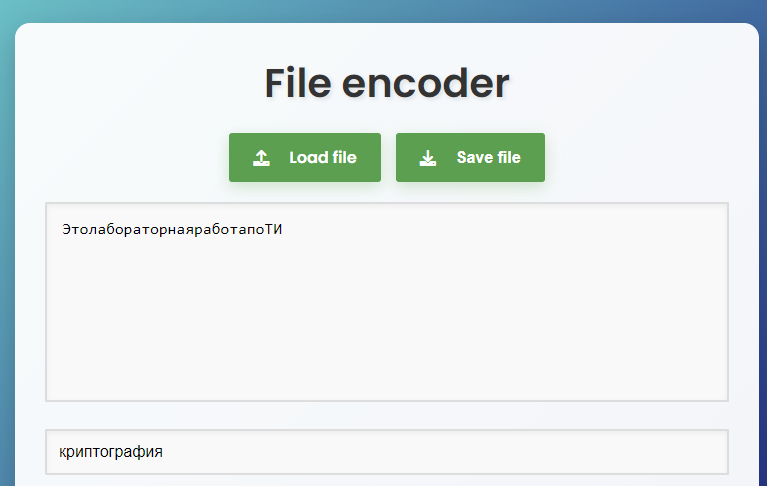 File encoder
Load file
Save file
ЭтолабораторнаяработапоТИ
криптография